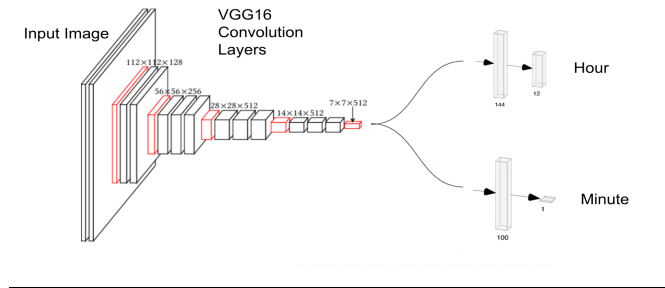 Input Image
VGG16
Convolution
Layers
112×112×128
56×56×256
28×28×512
14×14×512
7×7×512
144
12
Hour
100
1
Minute